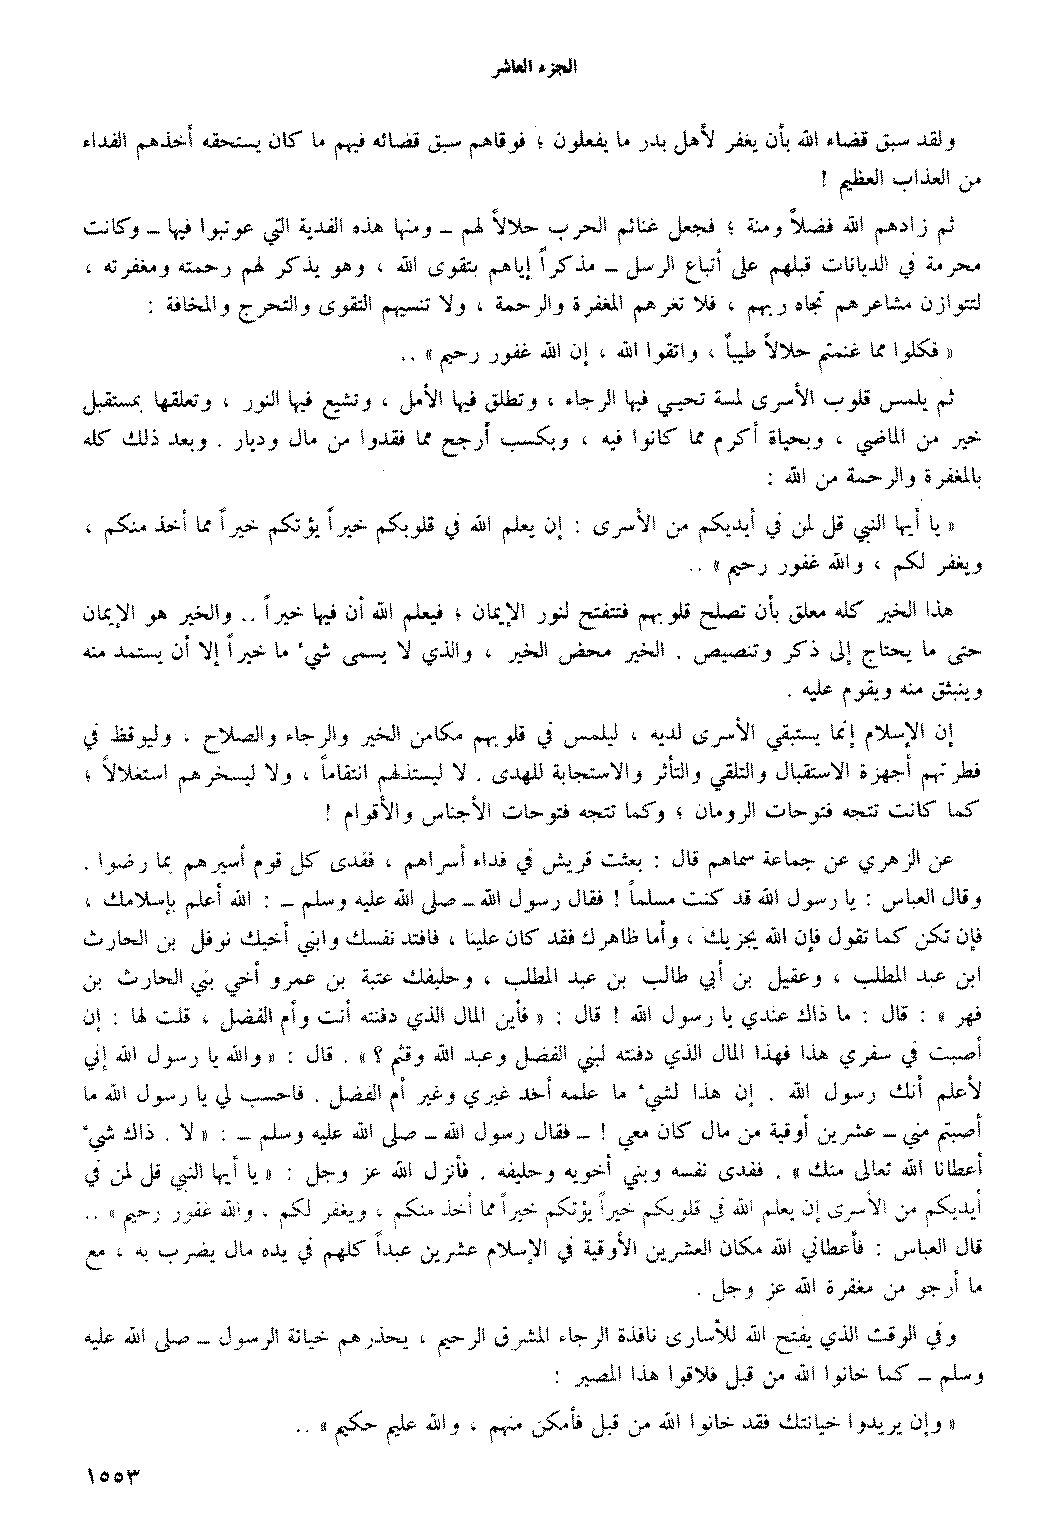 الجزء العاشر
ولقد سبق قضاء الله بأن يغفر لأهل بدر ما يفعلون ؛ فوقاهم سبق قضائه فيهم ما كان يستحقه أخذهم الفداء
من العذاب العظيم !
ثم زادهم الله فضلاً ومنة ؛ فجعل غنائم الحرب حلالاً لهم ــ ومنها هذه الفدية التي عوتبوا فيها ــ وكانت
محرمة في الديانات قبلهم على أتباع الرسل ــ مذكراً إياهم بتقوى الله ، وهو يذكر لهم رحمته ومغفرته ،
لتتوازن مشاعرهم تجاه ربهم ، فلا تغرهم المغفرة والرحمة ، ولا تنسيهم التقوى والتحرج والمخافة :
« فكلوا مما غنمتم حلالاً طيباً ، واتقوا الله ، إن الله غفور رحيم » ..
ثم يلمس قلوب الأسرى لمسة تحيـي فيها الرجاء ، وتطلق فيها الأمل ، وتشيع فيها النور ، وتعلقها بمستقبل
خير من الماضي ، وبحياة أكرم مما كانوا فيه ، وبكسب أرجح مما فقدوا من مال وديار . وبعد ذلك كله
بالمغفرة والرحمة من الله :
« يا أيها النبي قل لمن في أيديكم من الأسرى : إن يعلم الله في قلوبكم خيراً يؤتكم خيراً مما أخذ منكم ،
ويغفر لكم ، والله غفور رحيم » ..
هذا الخير كله معلق بأن تصلح قلوبهم فتتفتح لنور الإيمان ؛ فيعلم الله أن فيها خيراً .. والخير هو الإيمان
حتى ما يحتاج إلى ذكر وتنصيص . الخير محض الخير ، والذي لا يسمى شيء ما خيراً إلا أن يستمد منه
وينبثق منه ويقوم عليه .
إن الإسلام إنما يستبقي الأسرى لديه ، ليلمس في قلوبهم مكامن الخير والرجاء والصلاح ، وليوقظ في
فطرتهم أجهزة الاستقبال والتلقي والتأثر والاستجابة للهدى . لا ليستذلهم انتقاماً ، ولا ليسخرهم استغلالاً ؛
كما كانت تتجه فتوحات الرومان ؛ وكما تتجه فتوحات الأجناس والأقوام !
عن الزهري عن جماعة سماهم قال : بعثت قريش في فداء أسراهم ، ففدى كل قوم أسيرهم بما رضوا .
وقال العباس : يا رسول الله قد كنت مسلماً ! فقال رسول الله ــ صلى الله عليه وسلم ــ : الله أعلم بإسلامك ،
فإن تكن كما تقول فإن الله يجزيك ، وأما ظاهرك فقد كان علينا ، فافتد نفسك وابني أخيك نوفل بن الحارث
ابن عبد المطلب ، وعقيل بن أبي طالب بن عبد المطلب ، وحليفك عتبة بن عمرو أخي بني الحارث بن
فهر » : قال : ما ذاك عندي يا رسول الله ! قال : « فأين المال الذي دفنته أنت وأم الفضل ، قلت لها : إن
أصبت في سفري هذا فهذا المال الذي دفنته لبني الفضل وعبد الله وقثم ؟ » . قال : « والله يا رسول الله إني
لأعلم أنك رسول الله . إن هذا لشيء ما علمه أحد غيري وغير أم الفضل . فاحسب لي يا رسول الله ما
أصبتم مني ــ عشرين أوقية من مال كان معي ! ــ فقال رسول الله ــ صلى الله عليه وسلم ــ : « لا . ذاك شيء
أعطانا الله تعالى منك » . ففدى نفسه وبني أخويه وحليفه . فأنزل الله عز وجل : « يا أيها النبي قل لمن في
أيديكم من الأسرى إن يعلم الله في قلوبكم خيراً يؤتكم خيراً مما أخذ منكم ، ويغفر لكم ، والله غفور رحيم » ..
قال العباس : فأعطاني الله مكان العشرين الأوقية في الإسلام عشرين عبداً كلهم في يده مال يضرب به ، مع
ما أرجو من مغفرة الله عز وجل .
وفي الوقت الذي يفتح الله للأسارى نافذة الرجاء المشرق الرحيم ، يحذرهم خيانة الرسول ــ صلى الله عليه
وسلم ــ كما خانوا الله من قبل فلاقوا هذا المصير :
« وإن يريدوا خيانتك فقد خانوا الله من قبل فأمكن منهم ، والله عليم حكيم » ..
١٥٥٣